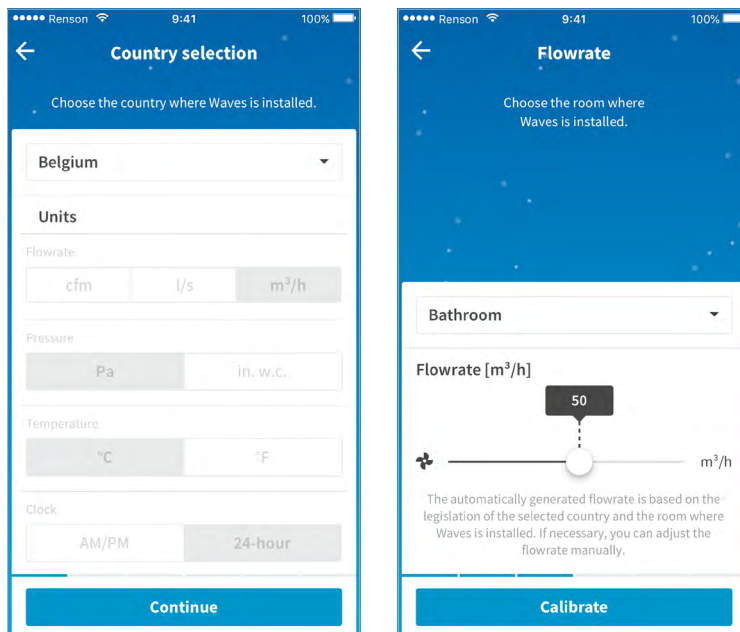 Renson 9:41 100%
Country selection
Choose the country where Waves is installed.
Belgium
Units
Flowrate
cfm l/s m³/h
Pressure
Pa in. w.c.
Temperature
°C °F
Clock
AM/PM 24-hour
Continue
Renson 9:41 100%
Flowrate
Choose the room where
Waves is installed.
Bathroom
Flowrate [m³/h]
50
m³/h
The automatically generated flowrate is based on the
legislation of the selected country and the room where
Waves is installed. If necessary, you can adjust the
flowrate manually.
Calibrate